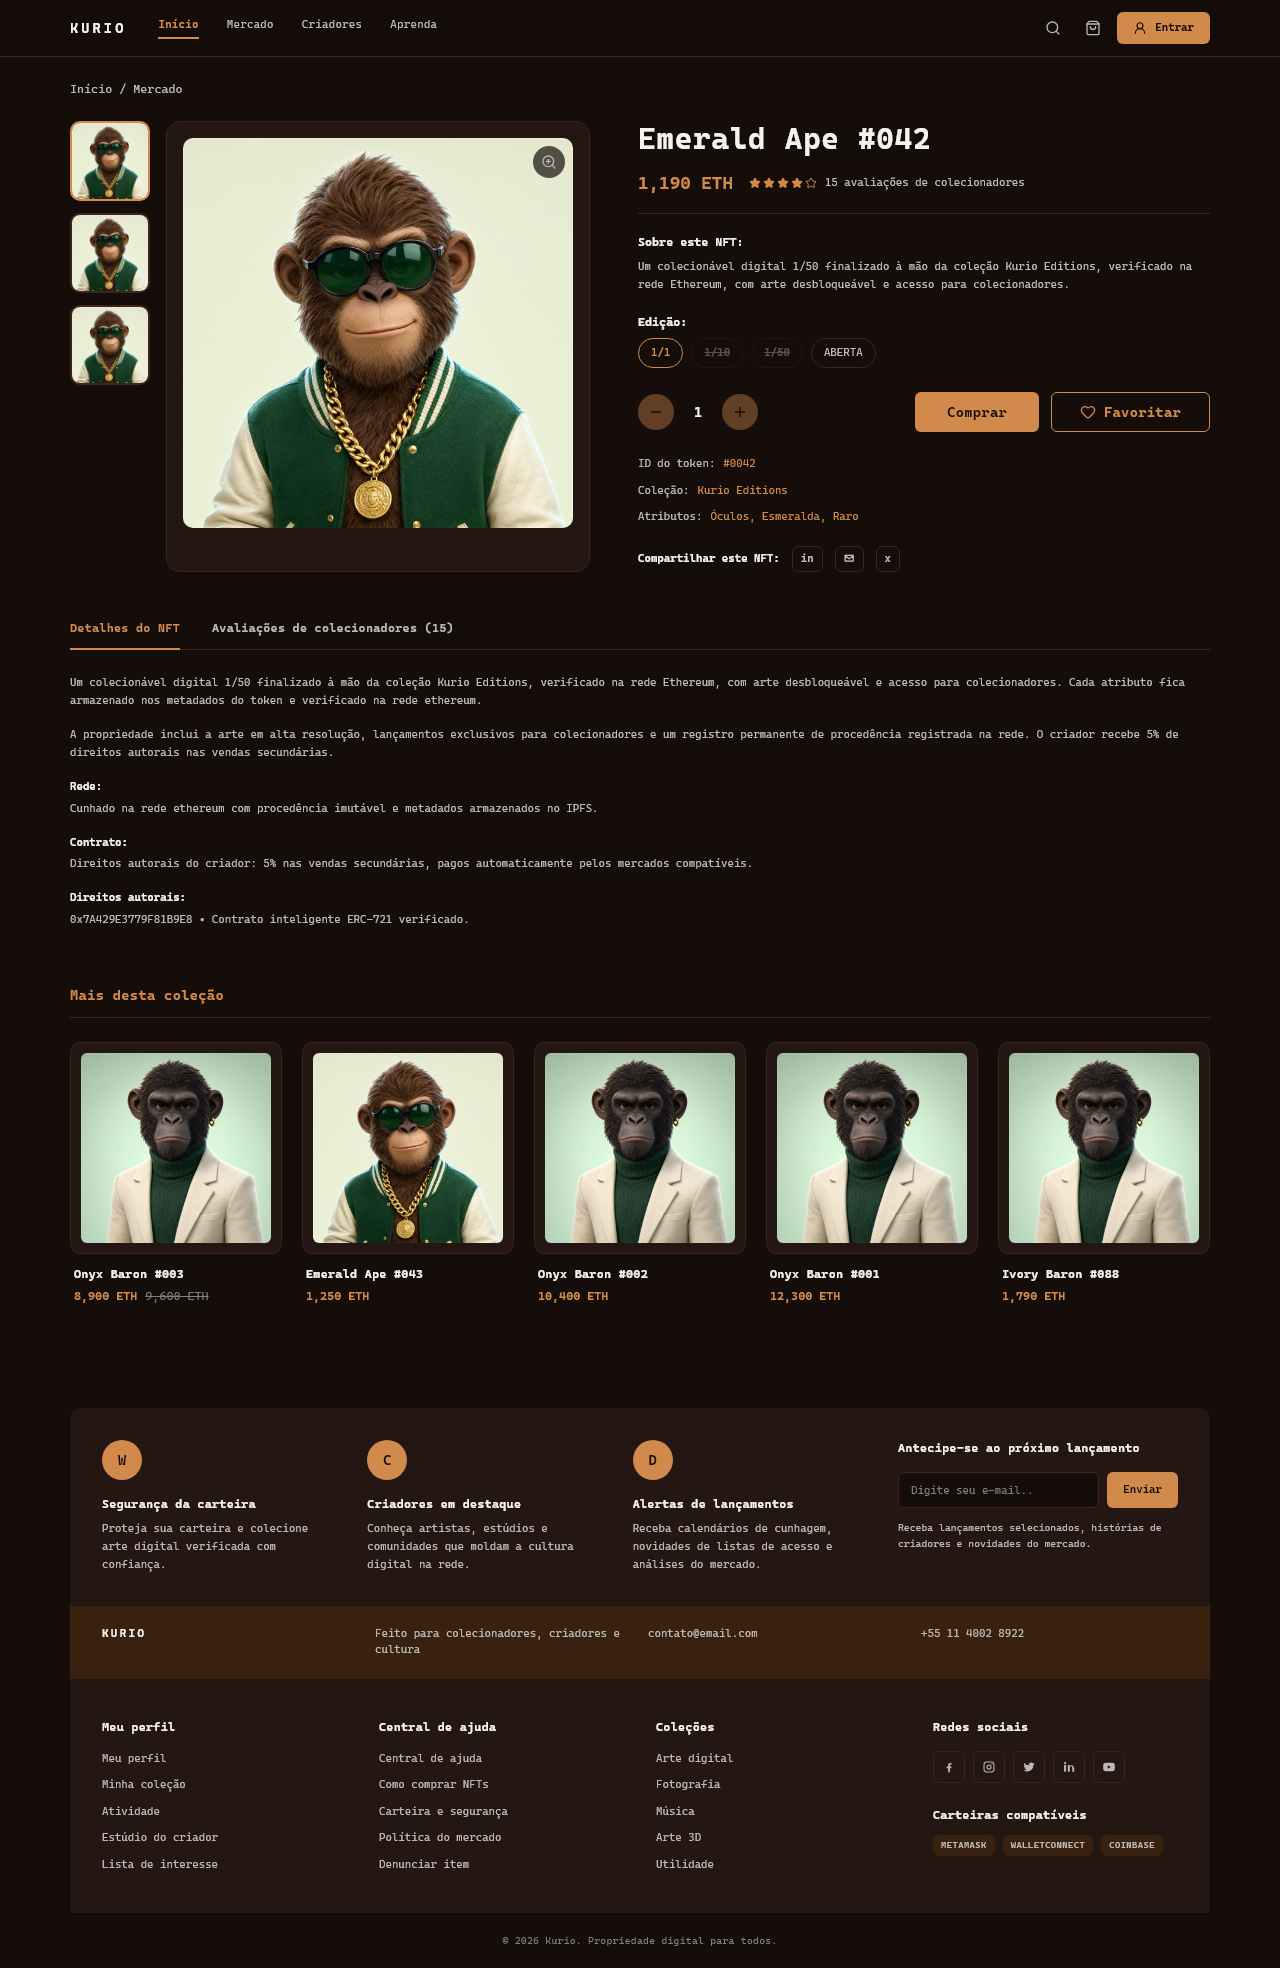 KURIO
Início
Mercado
Criadores
Aprenda
Entrar
Início / Mercado
Emerald Ape #042
1,190 ETH
15 avaliações de colecionadores
Sobre este NFT:
Um colecionável digital 1/50 finalizado à mão da coleção Kurio Editions, verificado na
rede Ethereum, com arte desbloqueável e acesso para colecionadores.
Edição:
1/1
1/10
1/50
ABERTA
1
Comprar
Favoritar
ID do token: #0042
Coleção: Kurio Editions
Atributos: Óculos, Esmeralda, Raro
Compartilhar este NFT:
in
x
Detalhes do NFT
Avaliações de colecionadores (15)
Um colecionável digital 1/50 finalizado à mão da coleção Kurio Editions, verificado na rede Ethereum, com arte desbloqueável e acesso para colecionadores. Cada atributo fica
armazenado nos metadados do token e verificado na rede ethereum.
A propriedade inclui a arte em alta resolução, lançamentos exclusivos para colecionadores e um registro permanente de procedência registrada na rede. O criador recebe 5% de
direitos autorais nas vendas secundárias.
Rede:
Cunhado na rede ethereum com procedência imutável e metadados armazenados no IPFS.
Contrato:
Direitos autorais do criador: 5% nas vendas secundárias, pagos automaticamente pelos mercados compatíveis.
Direitos autorais:
0x7A429E3779F81B9E8 • Contrato inteligente ERC-721 verificado.
Mais desta coleção
Onyx Baron #003
8,900 ETH 9,600 ETH
Emerald Ape #043
1,250 ETH
Onyx Baron #002
10,400 ETH
Onyx Baron #001
12,300 ETH
Ivory Baron #088
1,790 ETH
W
Segurança da carteira
Proteja sua carteira e colecione
arte digital verificada com
confiança.
C
Criadores em destaque
Conheça artistas, estúdios e
comunidades que moldam a cultura
digital na rede.
D
Alertas de lançamentos
Receba calendários de cunhagem,
novidades de listas de acesso e
análises do mercado.
Antecipe-se ao próximo lançamento
Digite seu e-mail..
Enviar
Receba lançamentos selecionados, histórias de
criadores e novidades do mercado.
KURIO
Feito para colecionadores, criadores e
cultura
contato@email.com
+55 11 4002 8922
Meu perfil
Meu perfil
Minha coleção
Atividade
Estúdio do criador
Lista de interesse
Central de ajuda
Central de ajuda
Como comprar NFTs
Carteira e segurança
Política do mercado
Denunciar item
Coleções
Arte digital
Fotografia
Música
Arte 3D
Utilidade
Redes sociais
Carteiras compatíveis
METAMASK
WALLETCONNECT
COINBASE
© 2026 Kurio. Propriedade digital para todos.